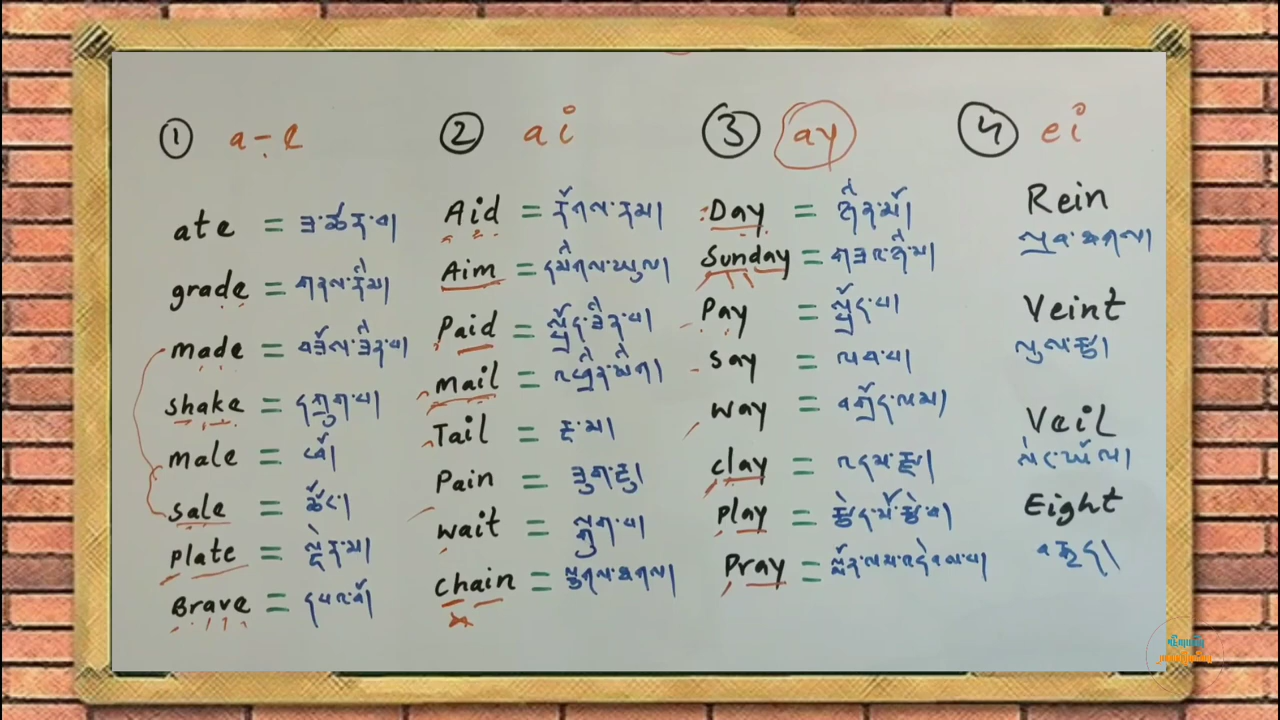 ① a-e
ate = ཟ་ཚར་བ།
grade = གནས་རིམ།
made = བཟོས་ཟིན་པ།
shake = དཀྲུག་པ།
male = ཕོ།
sale = ཚོང་།
plate = སྡེར་མ།
Brave = དཔའ་བོ།
② ai
Aid = རོགས་རམ།
Aim = དམིགས་ཡུལ།
Paid = སྤྲོད་ཟིན་པ།
mail = འཕྲིན་ཡིག
Tail = རྔ་མ།
Pain = ཟུག་རྔུ།
wait = སྒུག་པ།
chain = ལྕགས་ཐག
③ ay
Day = ཉིན་མོ།
Sunday = གཟའ་ཉི་མ།
Pay = སྤྲོད་པ།
say = ལབ་པ།
way = འགྲོ་ལམ།
clay = འདམ་རྫ།
play = རྩེད་མོ་རྩེ་བ།
Pray = སྨོན་ལམ་འདེབས་པ།
④ ei
Rein
སྲབ་ཐག
Veint
Veil
Eight
བརྒྱད།